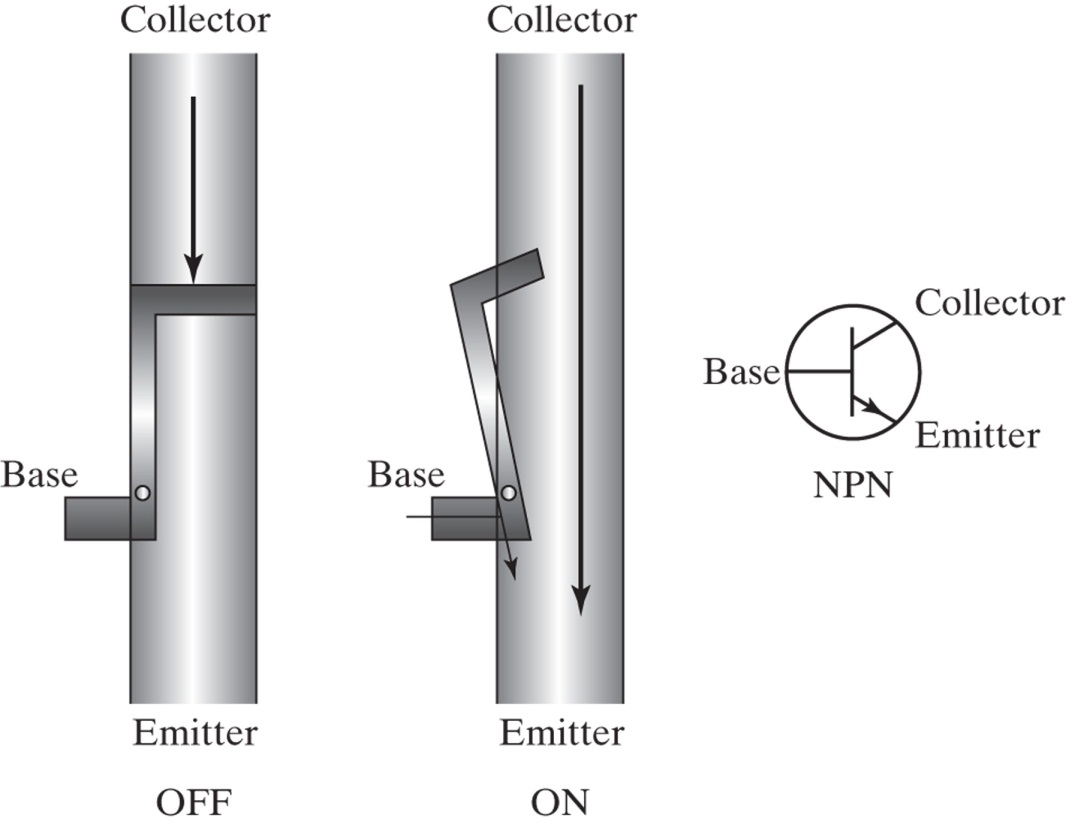 Collector
Base
Emitter
OFF
Collector
Base
Emitter
ON
Collector
Base
Emitter
NPN